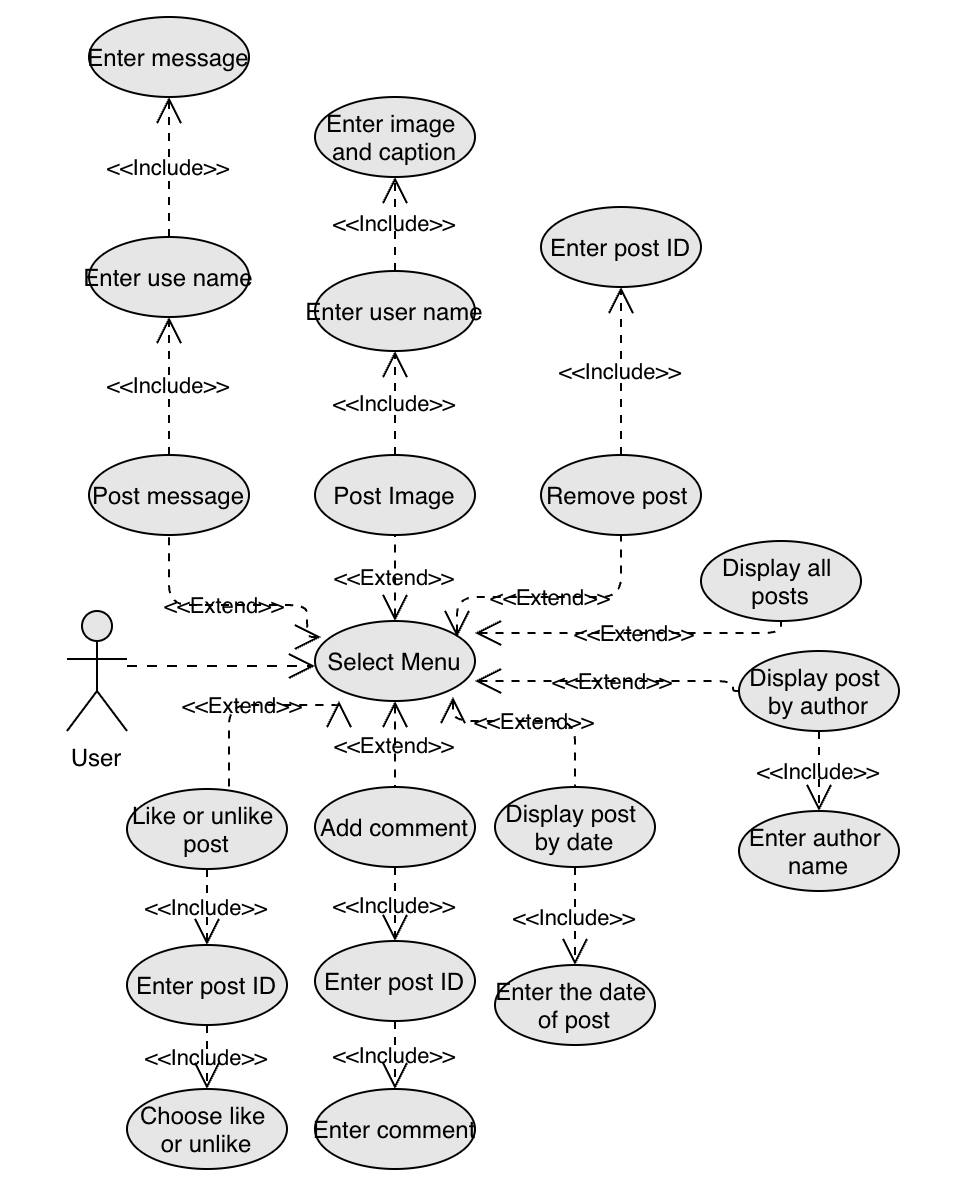 Enter message
<<Include>>
Enter use name
<<Include>>
Post message
<<Extend>>
Enter image
and caption
<<Include>>
Enter user name
<<Include>>
Post Image
<<Extend>>
Enter post ID
<<Include>>
Remove post
<<Extend>>
Display all
posts
<<Extend>>
User
Select Menu
<<Extend>>
Display post
by author
<<Include>>
Enter author
name
<<Extend>>
Like or unlike
post
<<Include>>
Enter post ID
<<Include>>
Choose like
or unlike
<<Extend>>
Add comment
<<Include>>
Enter post ID
<<Include>>
Enter comment
<<Extend>>
Display post
by date
<<Include>>
Enter the date
of post